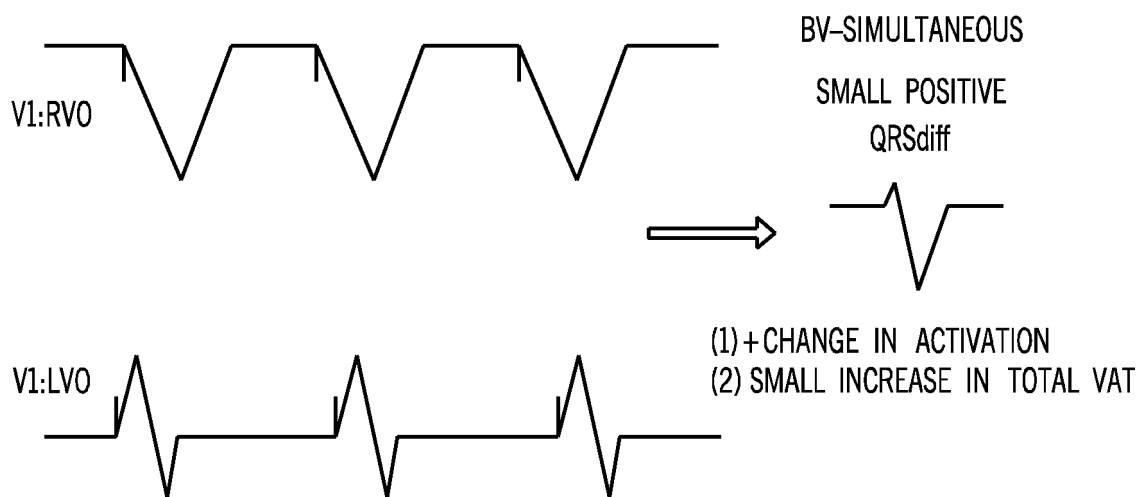 BV–SIMULTANEOUS
SMALL POSITIVE
QRSdiff
V1:RVO
V1:LVO
(1)+CHANGE IN ACTIVATION
(2) SMALL INCREASE IN TOTAL VAT